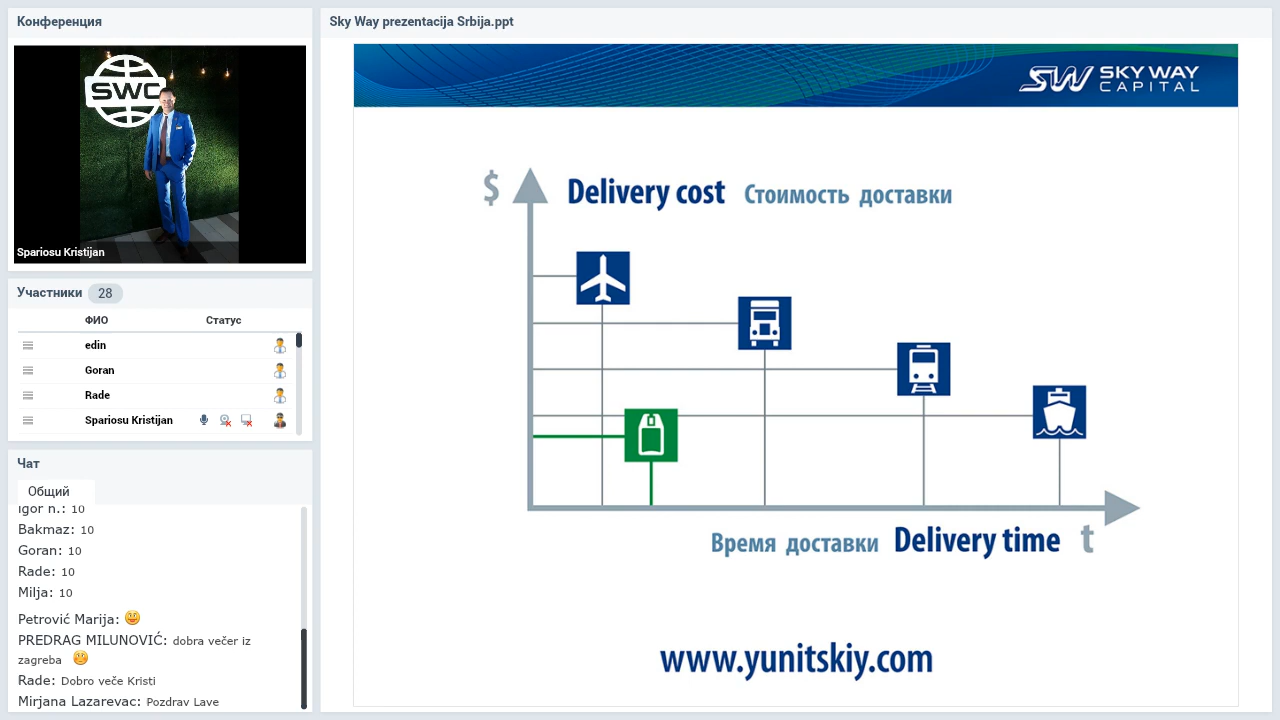 Конференция
SWC
Spariosu Kristijan
Участники 28
ФИО Статус
edin
Goran
Rade
Spariosu Kristijan
Чат
Общий
igor n.: 10
Bakmaz: 10
Goran: 10
Rade: 10
Milja: 10
Petrović Marija:
PREDRAG MILUNOVIĆ: dobra večer iz
zagreba
Rade: Dobro veče Kristi
Mirjana Lazarevac: Pozdrav Lave
Sky Way prezentacija Srbija.ppt
SW SKY WAY
CAPITAL
$ Delivery cost Стоимость доставки
Время доставки Delivery time t
www.yunitskiy.com